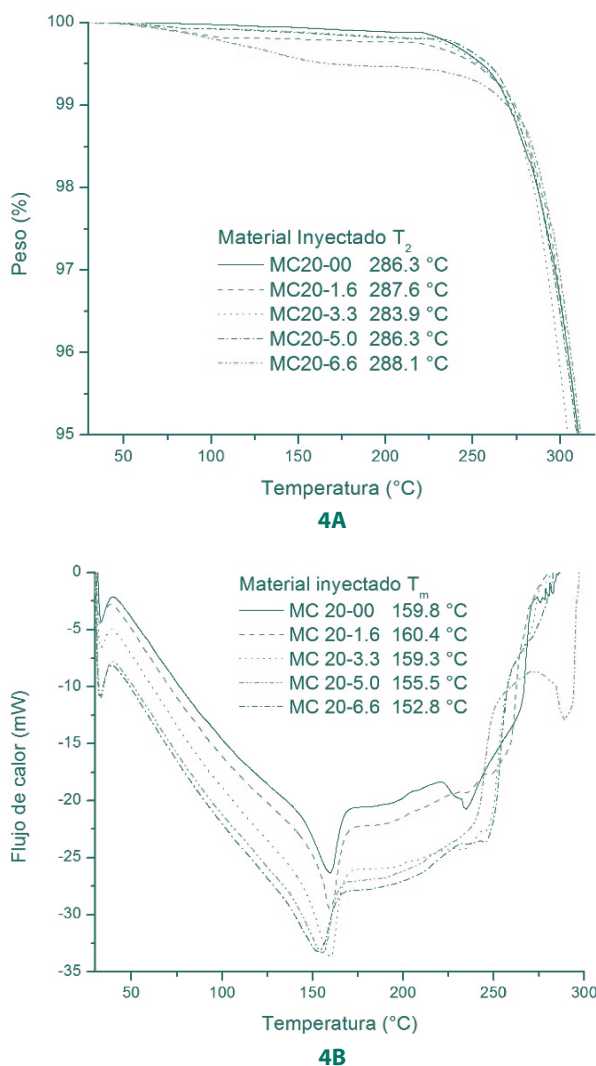 100
99
98
97
96
95
Peso (%)
Material Inyectado T2
MC20-00 286.3 °C
MC20-1.6 287.6 °C
MC20-3.3 283.9 °C
MC20-5.0 286.3 °C
MC20-6.6 288.1 °C
50 100 150 200 250 300
Temperatura (°C)
4A
0
-5
-10
-15
-20
-25
-30
-35
Flujo de calor (mW)
Material inyectado Tm
MC 20-00 159.8 °C
MC 20-1.6 160.4 °C
MC 20-3.3 159.3 °C
MC 20-5.0 155.5 °C
MC 20-6.6 152.8 °C
50 100 150 200 250 300
Temperatura (°C)
4B